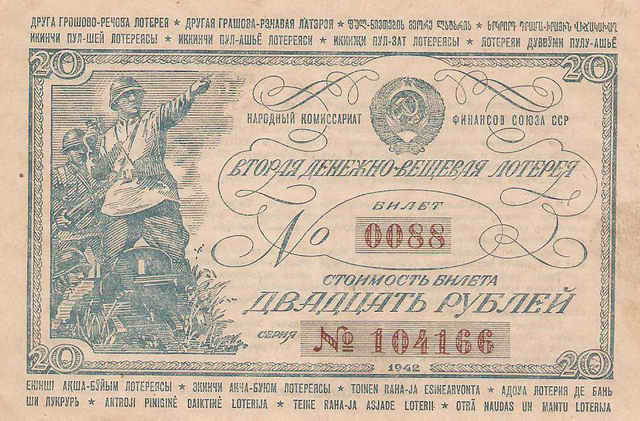 ДРУГА ГРОШОВО-РЕЧОВА ЛОТЕРЕЯ ★ ДРУГАЯ ГРАШОВА-РЭЧАВАЯ ЛАТЭРЭЯ ★
ИККИНЧИ ПУЛ-ШЕЙ ЛОТЕРЕЯСЫ ★ ИККИНЧИ ПУЛ-АШЬЁ ЛОТЕРЕЯСИ ★ ИКИНЖИ ПУЛ-ЗАТ ЛОТЕРЕЯСЫ ★ ЛОТЕРЕЯИ ДУВВУМИ ПУЛУ-АШЬЁ
20 20
НАРОДНЫЙ КОМИССАРИАТ ФИНАНСОВ СОЮЗА ССР
ВТОРАЯ ДЕНЕЖНО-ВЕЩЕВАЯ ЛОТЕРЕЯ
БИЛЕТ
№ 0088
СТОИМОСТЬ БИЛЕТА
ДВАДЦАТЬ РУБЛЕЙ
СЕРИЯ № 104166
20 1942 20
ЕКІНШІ АҚША-БҰЙЫМ ЛОТЕРЕЯСЫ ★ ЭКИНЧИ АКЧА-БУЮМ ЛОТЕРЕЯСЫ ★ TOINEN RAHA-JA ESINEARVONTA ★ АДОУА ЛОТЕРИЯ ДЕ БАНЬ
ШИ ЛУКРУРЬ ★ ANTROJI PINIGINĖ DAIKTINĖ LOTERIJA ★ TEINE RAHA-JA ASJADE LOTERII ★ OTRĀ NAUDAS UN MANTU LOTERIJA